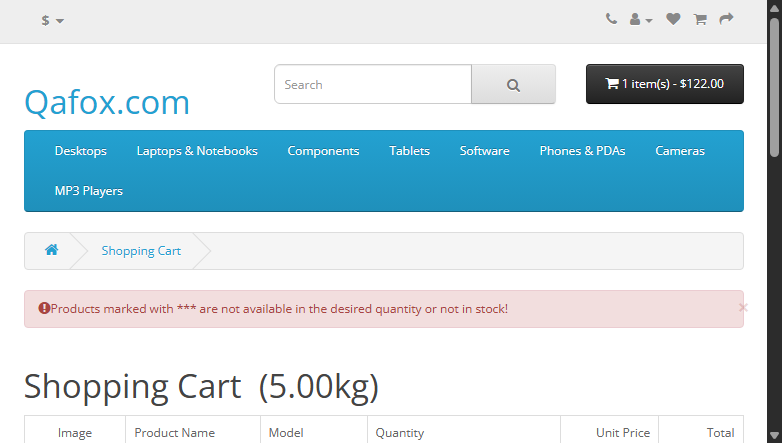 $
Search
1 item(s) - $122.00
Qafox.com
Desktops Laptops & Notebooks Components Tablets Software Phones & PDAs Cameras
MP3 Players
Shopping Cart
Products marked with *** are not available in the desired quantity or not in stock!
×
Shopping Cart (5.00kg)
Image Product Name Model Quantity Unit Price Total